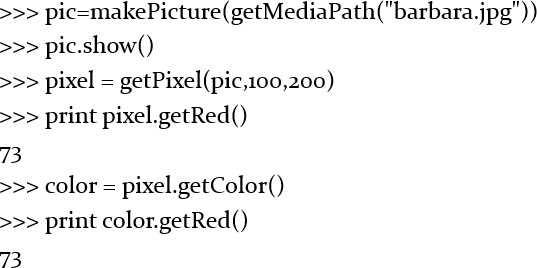 >>> pic=makePicture(getMediaPath("barbara.jpg"))
>>> pic.show()
>>> pixel = getPixel(pic,100,200)
>>> print pixel.getRed()
73
>>> color = pixel.getColor()
>>> print color.getRed()
73